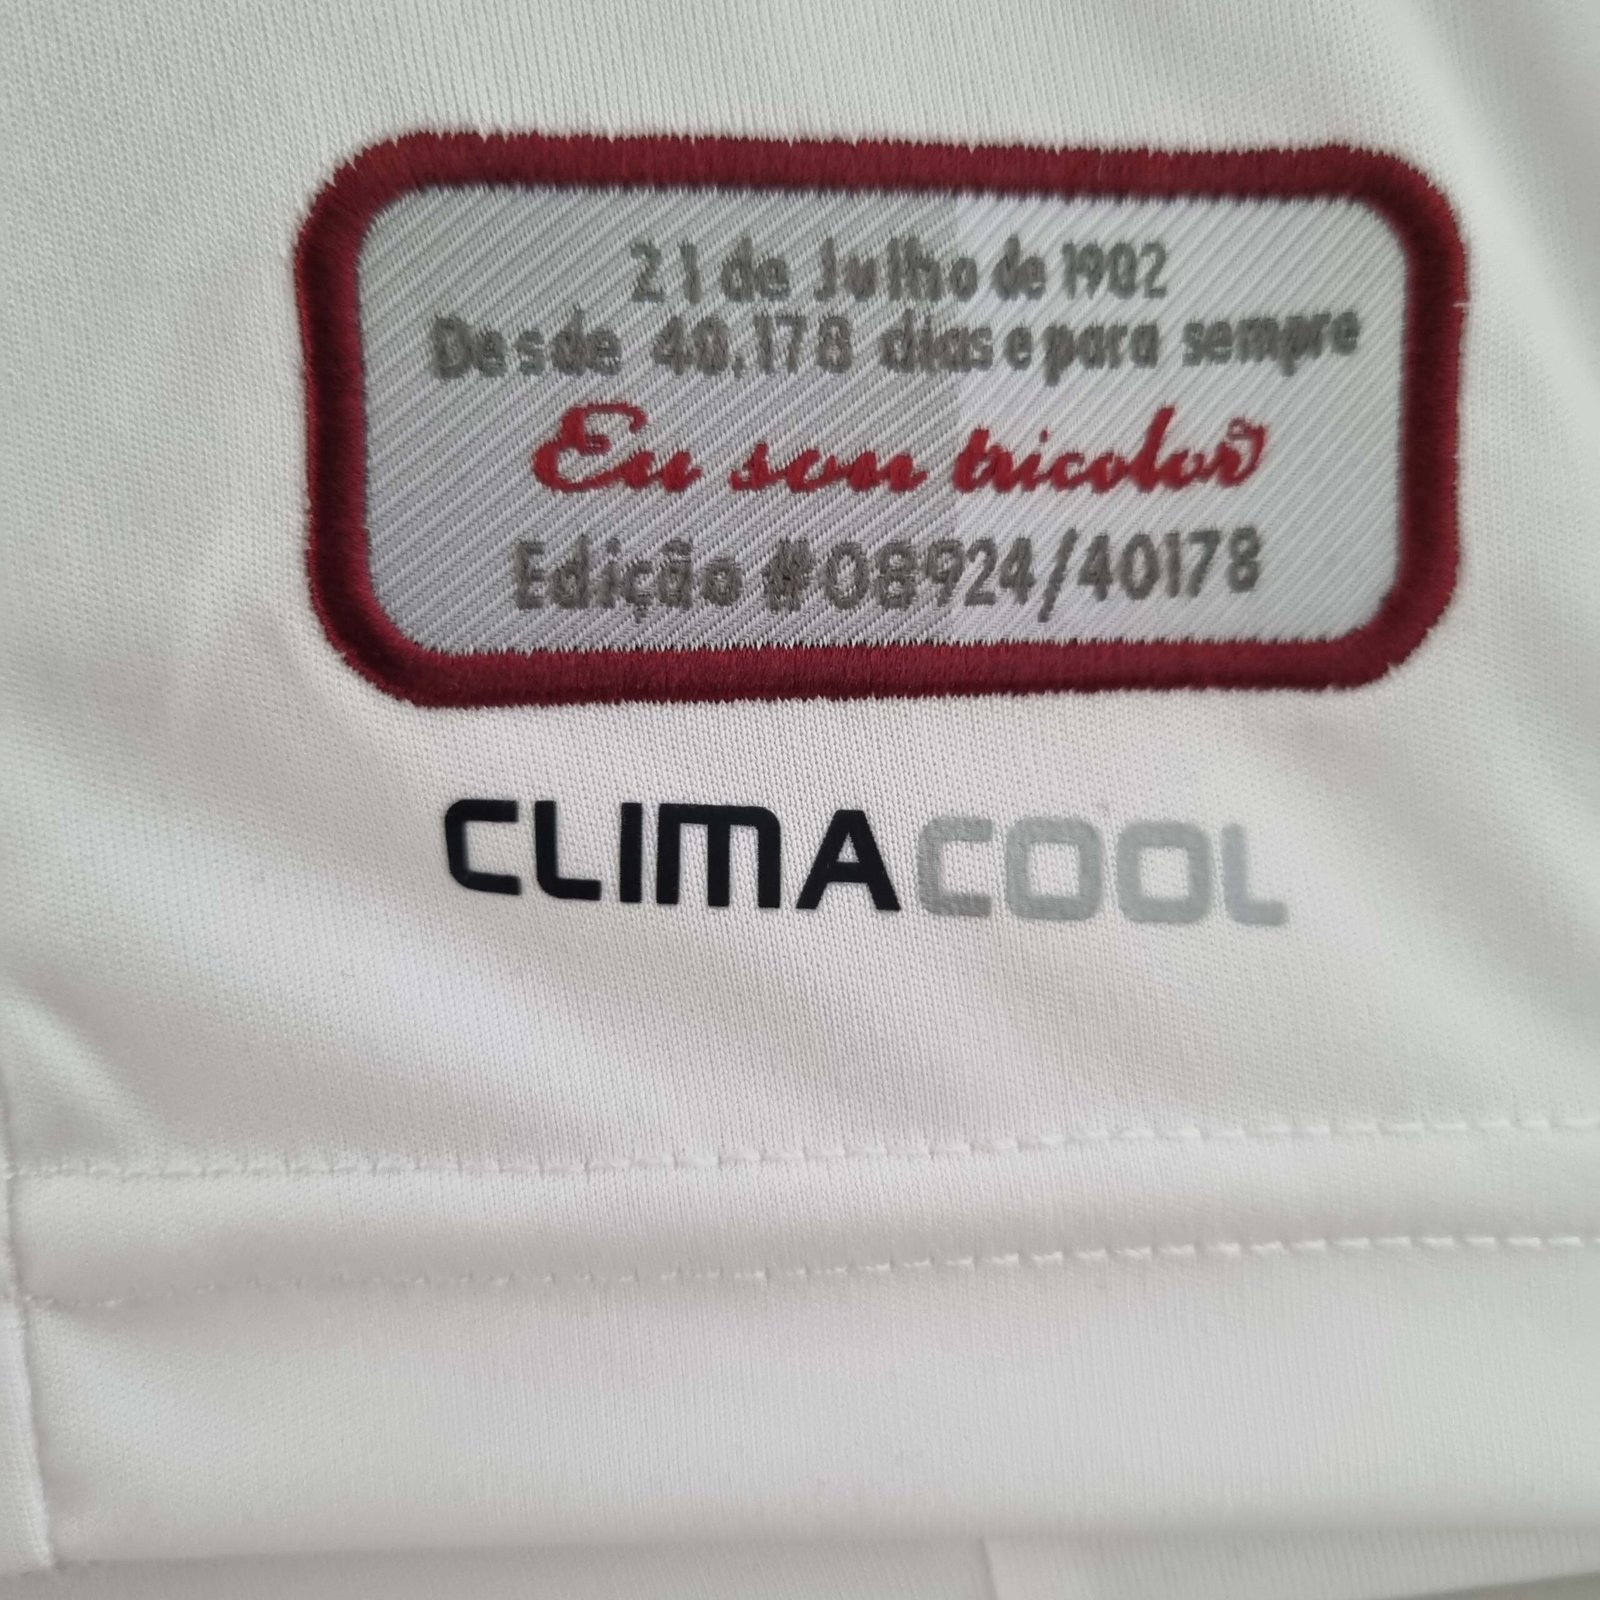 21 de Julho de 1902
Desde 40.178 dias e para sempre
Eu sou tricolor
Edição #08924/40178
CLIMACOOL